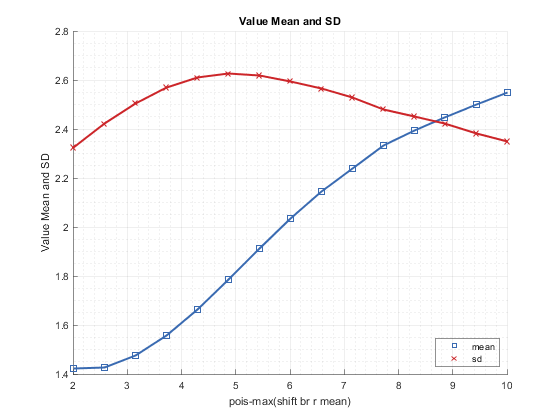 Value Mean and SD
2.8
2.6
2.4
2.2
2
1.8
1.6
1.4
Value Mean and SD
mean
sd
2 3 4 5 6 7 8 9 10
pois-max(shift br r mean)